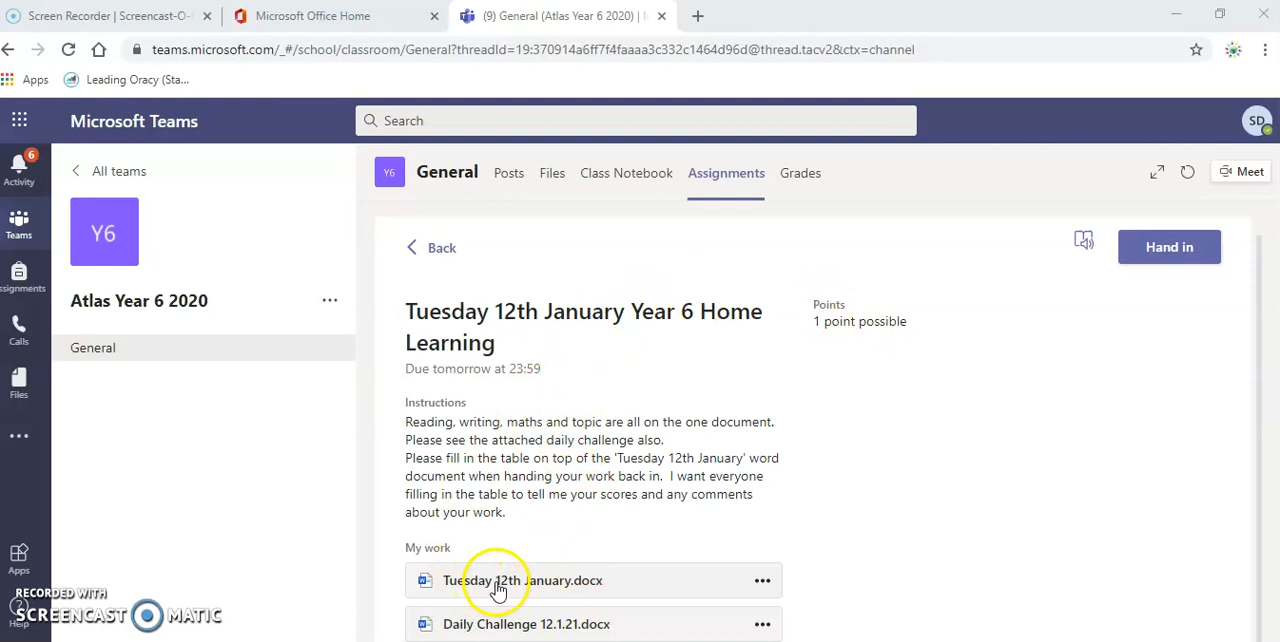 Screen Recorder | Screencast-O-
Microsoft Office Home
(9) General (Atlas Year 6 2020) |
teams.microsoft.com/_#/school/classroom/General?threadId=19:370914a6ff7f4faaaa3c332c1464d96d@thread.tacv2&ctx=channel
Apps
Leading Oracy (Sta...
Microsoft Teams
Search
SD
6
Activity
Teams
ssignments
Calls
Files
Apps
Help
All teams
Y6
Atlas Year 6 2020
General
Y6
General
Posts
Files
Class Notebook
Assignments
Grades
Meet
Back
Hand in
Tuesday 12th January Year 6 Home
Learning
Due tomorrow at 23:59
Points
1 point possible
Instructions
Reading, writing, maths and topic are all on the one document.
Please see the attached daily challenge also.
Please fill in the table on top of the 'Tuesday 12th January' word
document when handing your work back in. I want everyone
filling in the table to tell me your scores and any comments
about your work.
My work
Tuesday 12th January.docx
Daily Challenge 12.1.21.docx
RECORDED WITH
SCREENCAST MATIC